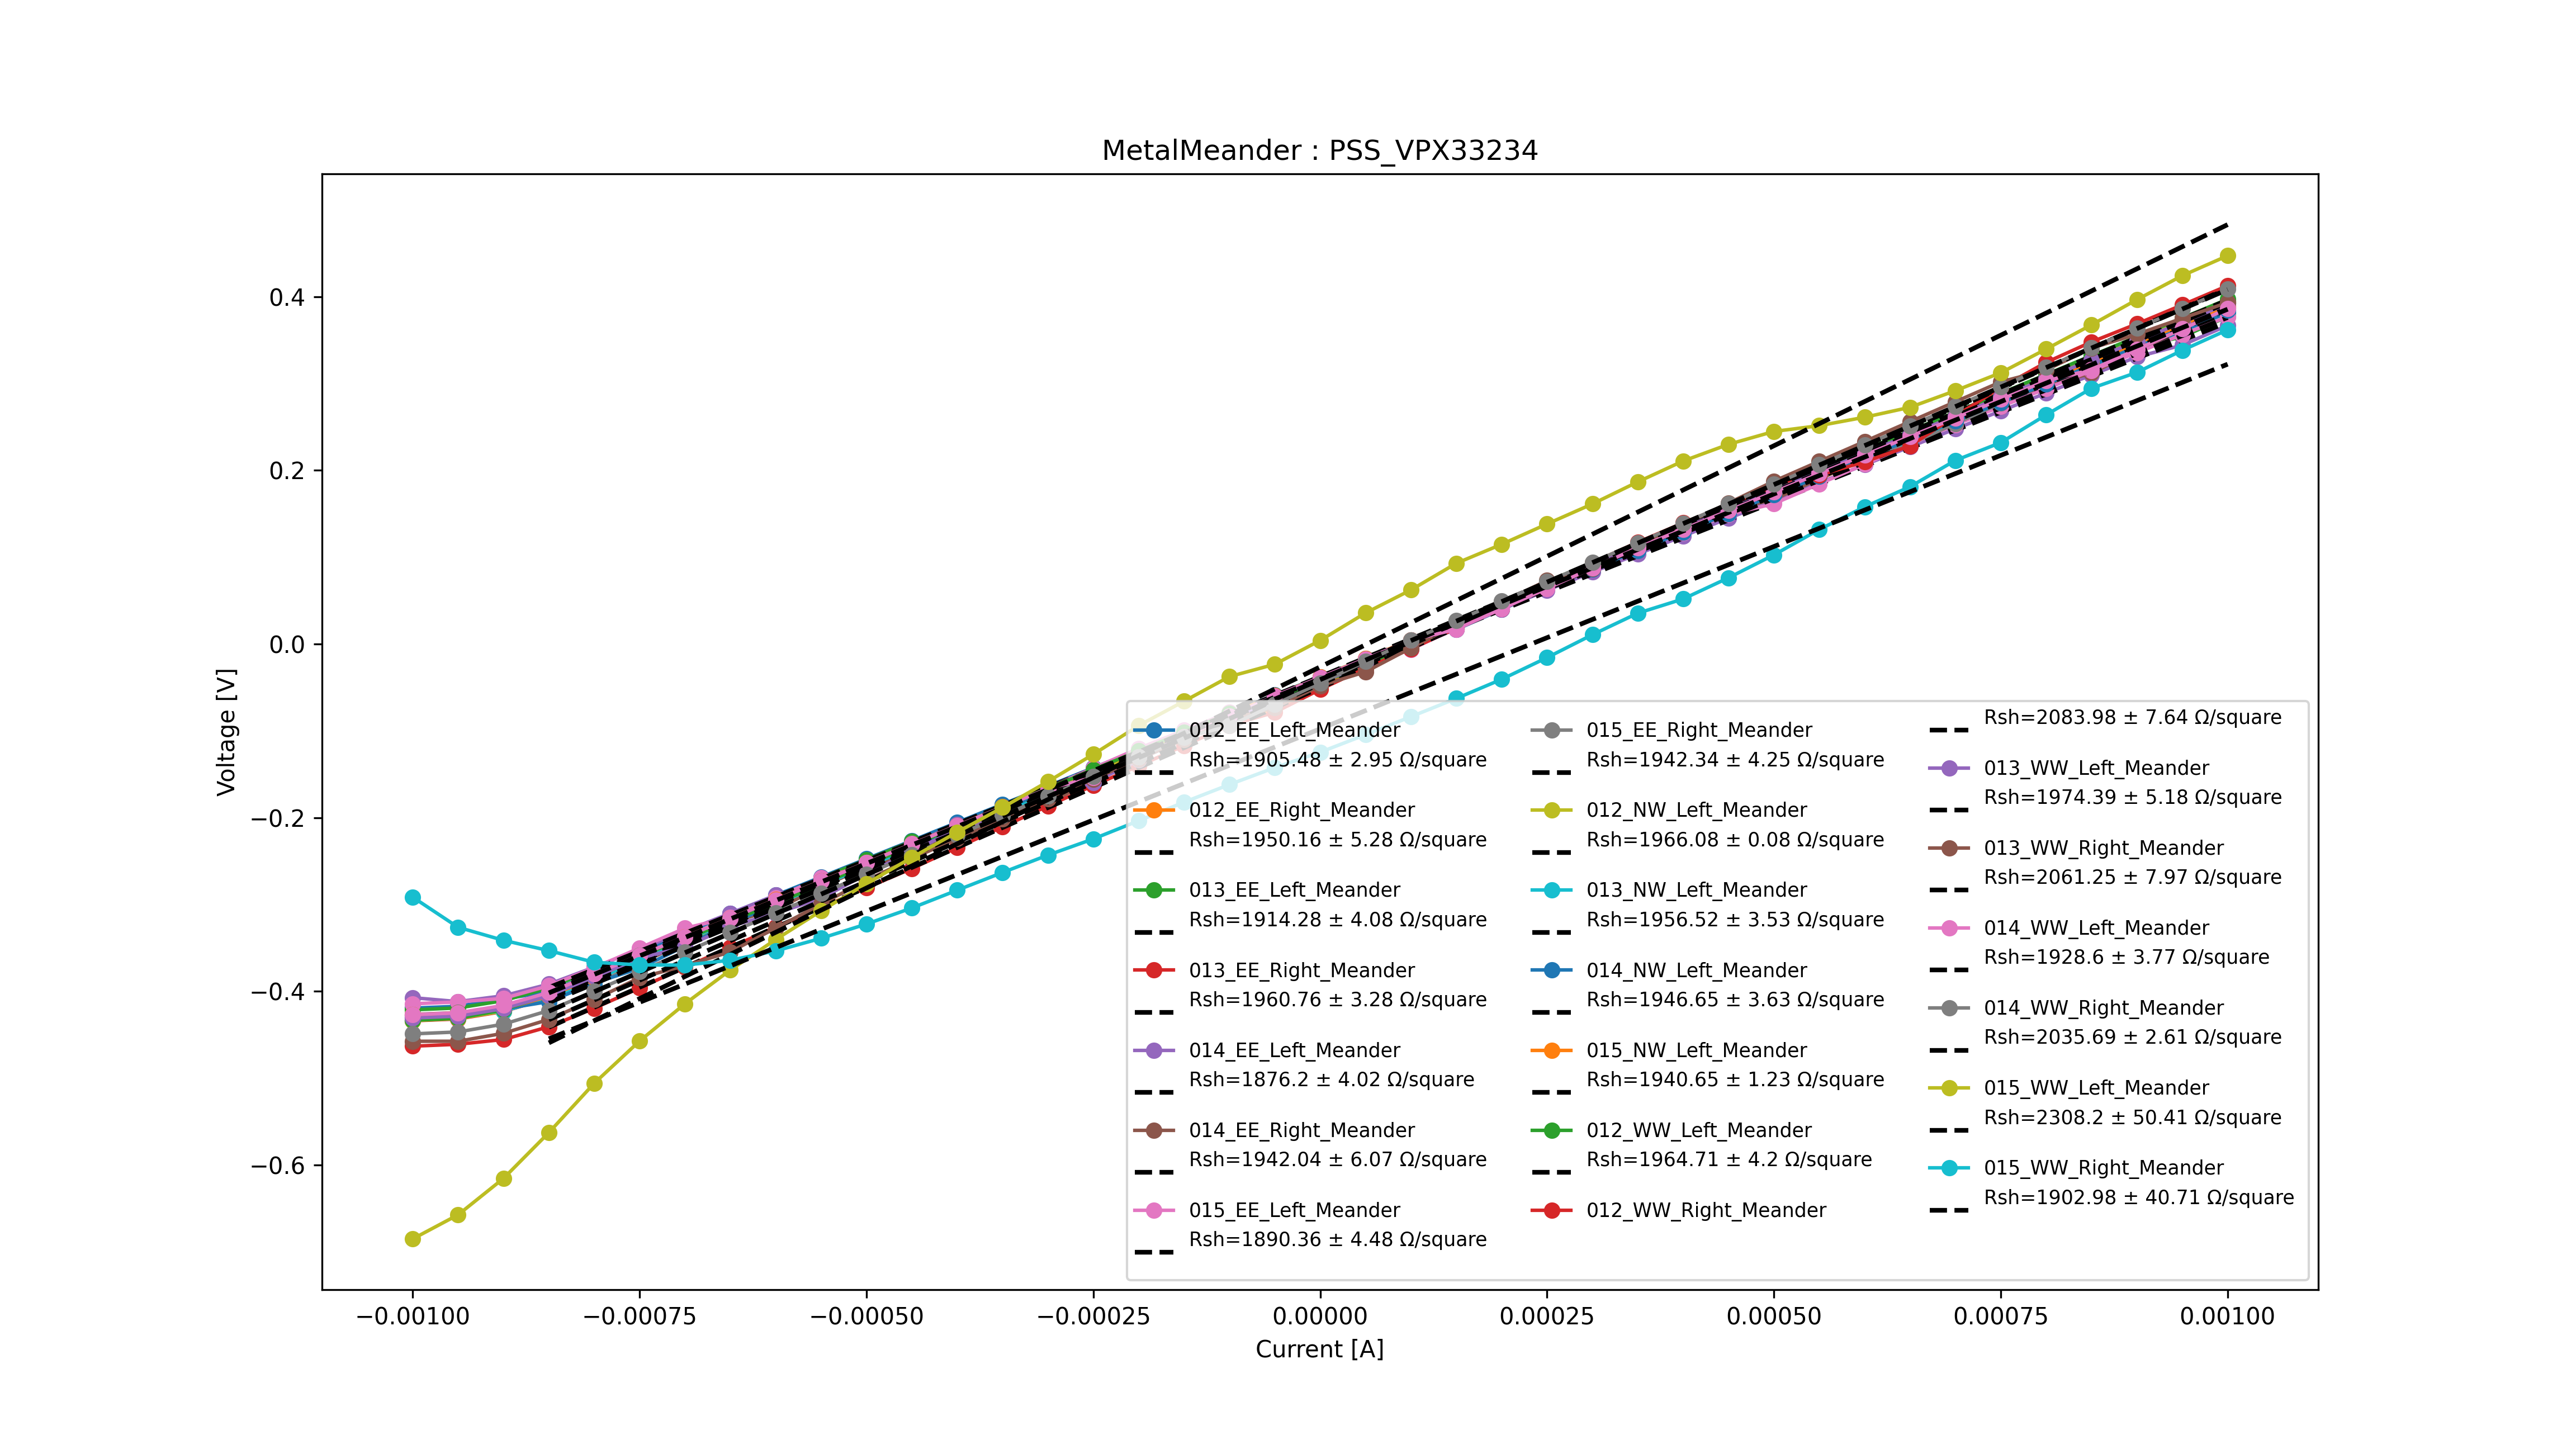 MetalMeander : PSS_VPX33234
Voltage [V]
0.4
0.2
0.0
−0.2
−0.4
−0.6
012_EE_Left_Meander
Rsh=1905.48 ± 2.95 Ω/square
012_EE_Right_Meander
Rsh=1950.16 ± 5.28 Ω/square
013_EE_Left_Meander
Rsh=1914.28 ± 4.08 Ω/square
013_EE_Right_Meander
Rsh=1960.76 ± 3.28 Ω/square
014_EE_Left_Meander
Rsh=1876.2 ± 4.02 Ω/square
014_EE_Right_Meander
Rsh=1942.04 ± 6.07 Ω/square
015_EE_Left_Meander
Rsh=1890.36 ± 4.48 Ω/square
015_EE_Right_Meander
Rsh=1942.34 ± 4.25 Ω/square
012_NW_Left_Meander
Rsh=1966.08 ± 0.08 Ω/square
013_NW_Left_Meander
Rsh=1956.52 ± 3.53 Ω/square
014_NW_Left_Meander
Rsh=1946.65 ± 3.63 Ω/square
015_NW_Left_Meander
Rsh=1940.65 ± 1.23 Ω/square
012_WW_Left_Meander
Rsh=1964.71 ± 4.2 Ω/square
012_WW_Right_Meander
Rsh=2083.98 ± 7.64 Ω/square
013_WW_Left_Meander
Rsh=1974.39 ± 5.18 Ω/square
013_WW_Right_Meander
Rsh=2061.25 ± 7.97 Ω/square
014_WW_Left_Meander
Rsh=1928.6 ± 3.77 Ω/square
014_WW_Right_Meander
Rsh=2035.69 ± 2.61 Ω/square
015_WW_Left_Meander
Rsh=2308.2 ± 50.41 Ω/square
015_WW_Right_Meander
Rsh=1902.98 ± 40.71 Ω/square
−0.00100 −0.00075 −0.00050 −0.00025 0.00000 0.00025 0.00050 0.00075 0.00100
Current [A]